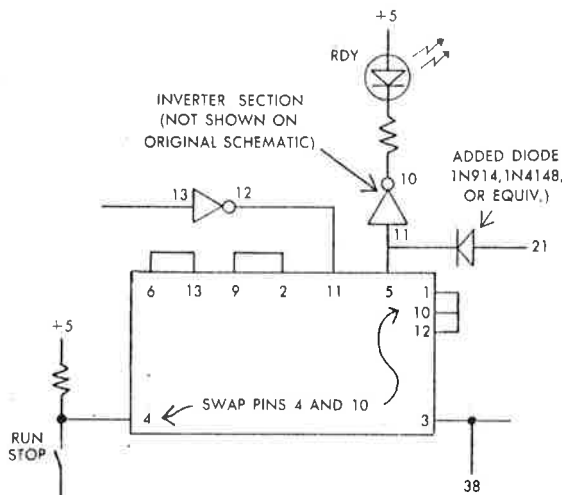 +5
RDY
INVERTER SECTION
(NOT SHOWN ON
ORIGINAL SCHEMATIC)
10
ADDED DIODE
1N914,1N4148,
OR EQUIV.)
13
12
11
21
6
13
9
2
11
5
1
10
12
+5
SWAP PINS 4 AND 10
4
3
RUN
STOP
38